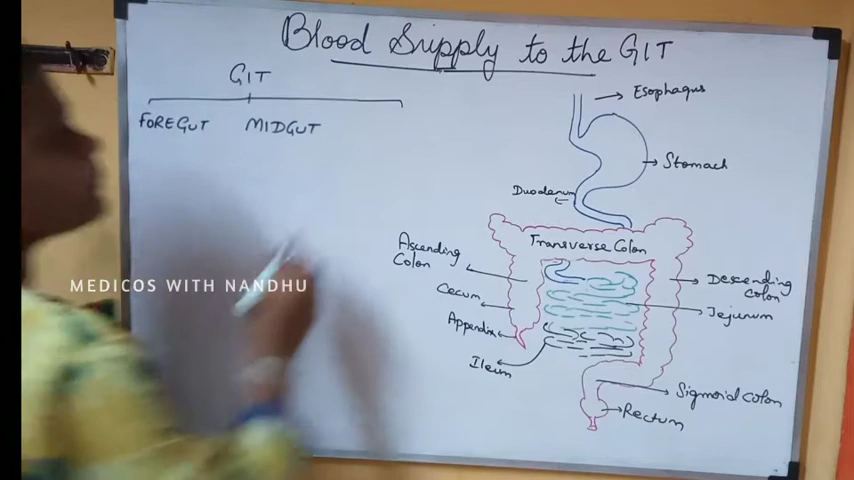 Blood Supply to the GIT
GIT
FOREGUT MIDGUT
Esophagus
Stomach
Duodenum
Transverse Colon
Ascending
Colon
Cecum
Appendix
Ileum
Descending
Colon
Jejunum
Sigmoid Colon
Rectum
MEDICOS WITH NANDHU